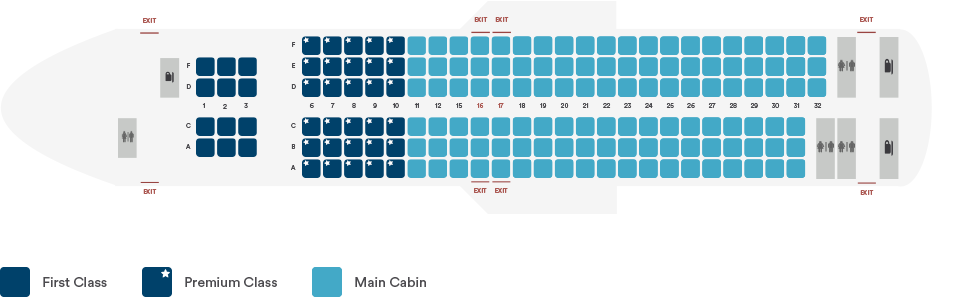 EXIT EXIT EXIT EXIT
F
F E
D D
1 2 3 6 7 8 9 10 11 12 15 16 17 18 19 20 21 22 23 24 25 26 27 28 29 30 31 32
C C
A B
A
EXIT EXIT EXIT EXIT
First Class Premium Class Main Cabin